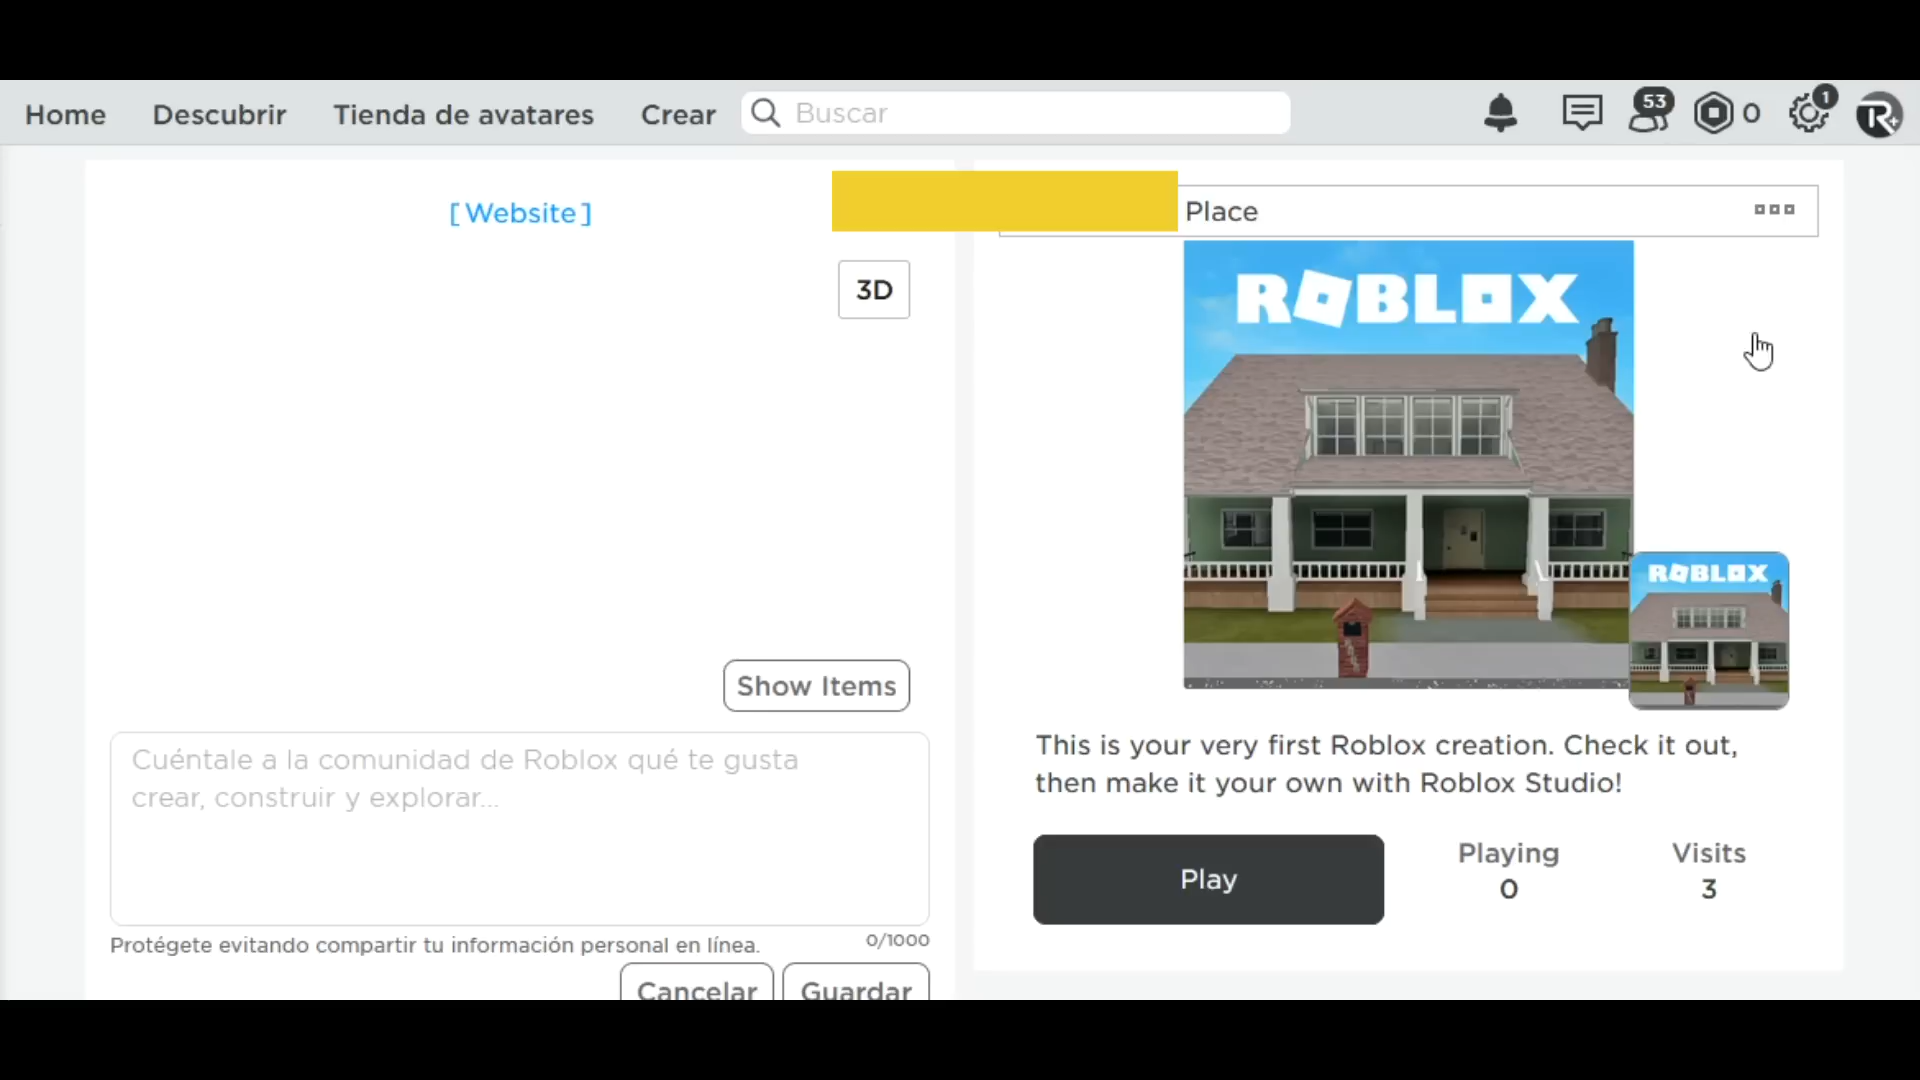 Home
Descubrir
Tienda de avatares
Crear
Buscar
53
0
1
[Website]
3D
Show Items
Cuéntale a la comunidad de Roblox qué te gusta
crear, construir y explorar...
Protégete evitando compartir tu información personal en línea.
0/1000
Cancelar
Guardar
Place
ROBLOX
ROBLOX
This is your very first Roblox creation. Check it out,
then make it your own with Roblox Studio!
Play
Playing
0
Visits
3